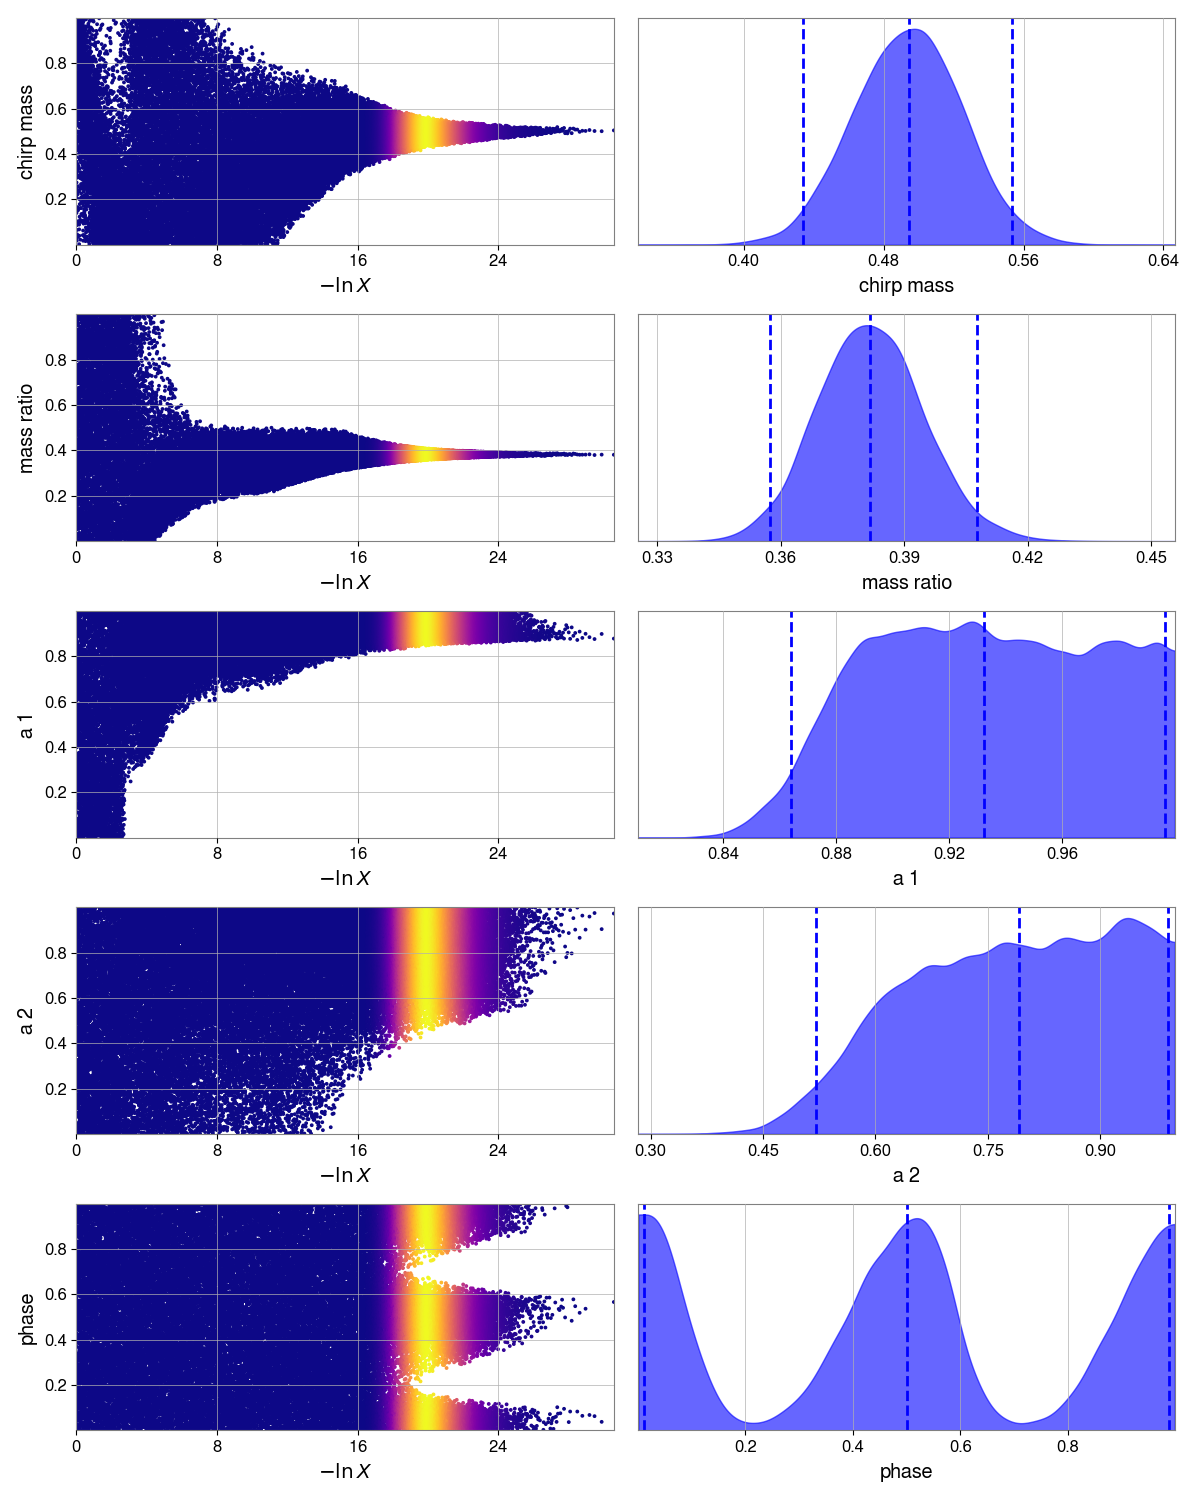 0.8
0.6
0.4
0.2
chirp mass
0 8 16 24
−ln X
0.40 0.48 0.56 0.64
chirp mass
0.8
0.6
0.4
0.2
mass ratio
0 8 16 24
−ln X
0.33 0.36 0.39 0.42 0.45
mass ratio
0.8
0.6
0.4
0.2
a 1
0 8 16 24
−ln X
0.84 0.88 0.92 0.96
a 1
0.8
0.6
0.4
0.2
a 2
0 8 16 24
−ln X
0.30 0.45 0.60 0.75 0.90
a 2
0.8
0.6
0.4
0.2
phase
0 8 16 24
−ln X
0.2 0.4 0.6 0.8
phase